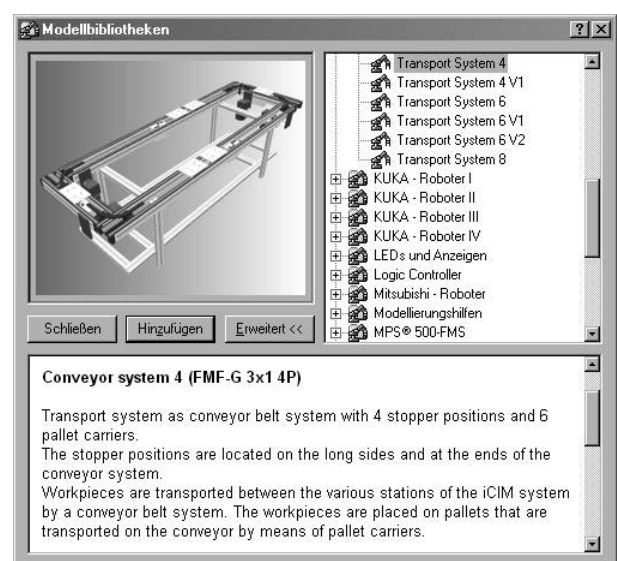 Modellbibliotheken
Transport System 4
Transport System 4 V1
Transport System 6
Transport System 6 V1
Transport System 6 V2
Transport System 8
KUKA - Roboter I
KUKA - Roboter II
KUKA - Roboter III
KUKA - Roboter IV
LEDs und Anzeigen
Logic Controller
Mitsubishi - Roboter
Modellierungshilfen
MPS® 500-FMS
Schließen Hinzufügen Erweitert <<
Conveyor system 4 (FMF-G 3x1 4P)
Transport system as conveyor belt system with 4 stopper positions and 6
pallet carriers.
The stopper positions are located on the long sides and at the ends of the
conveyor system.
Workpieces are transported between the various stations of the iCIM system
by a conveyor belt system. The workpieces are placed on pallets that are
transported on the conveyor by means of pallet carriers.